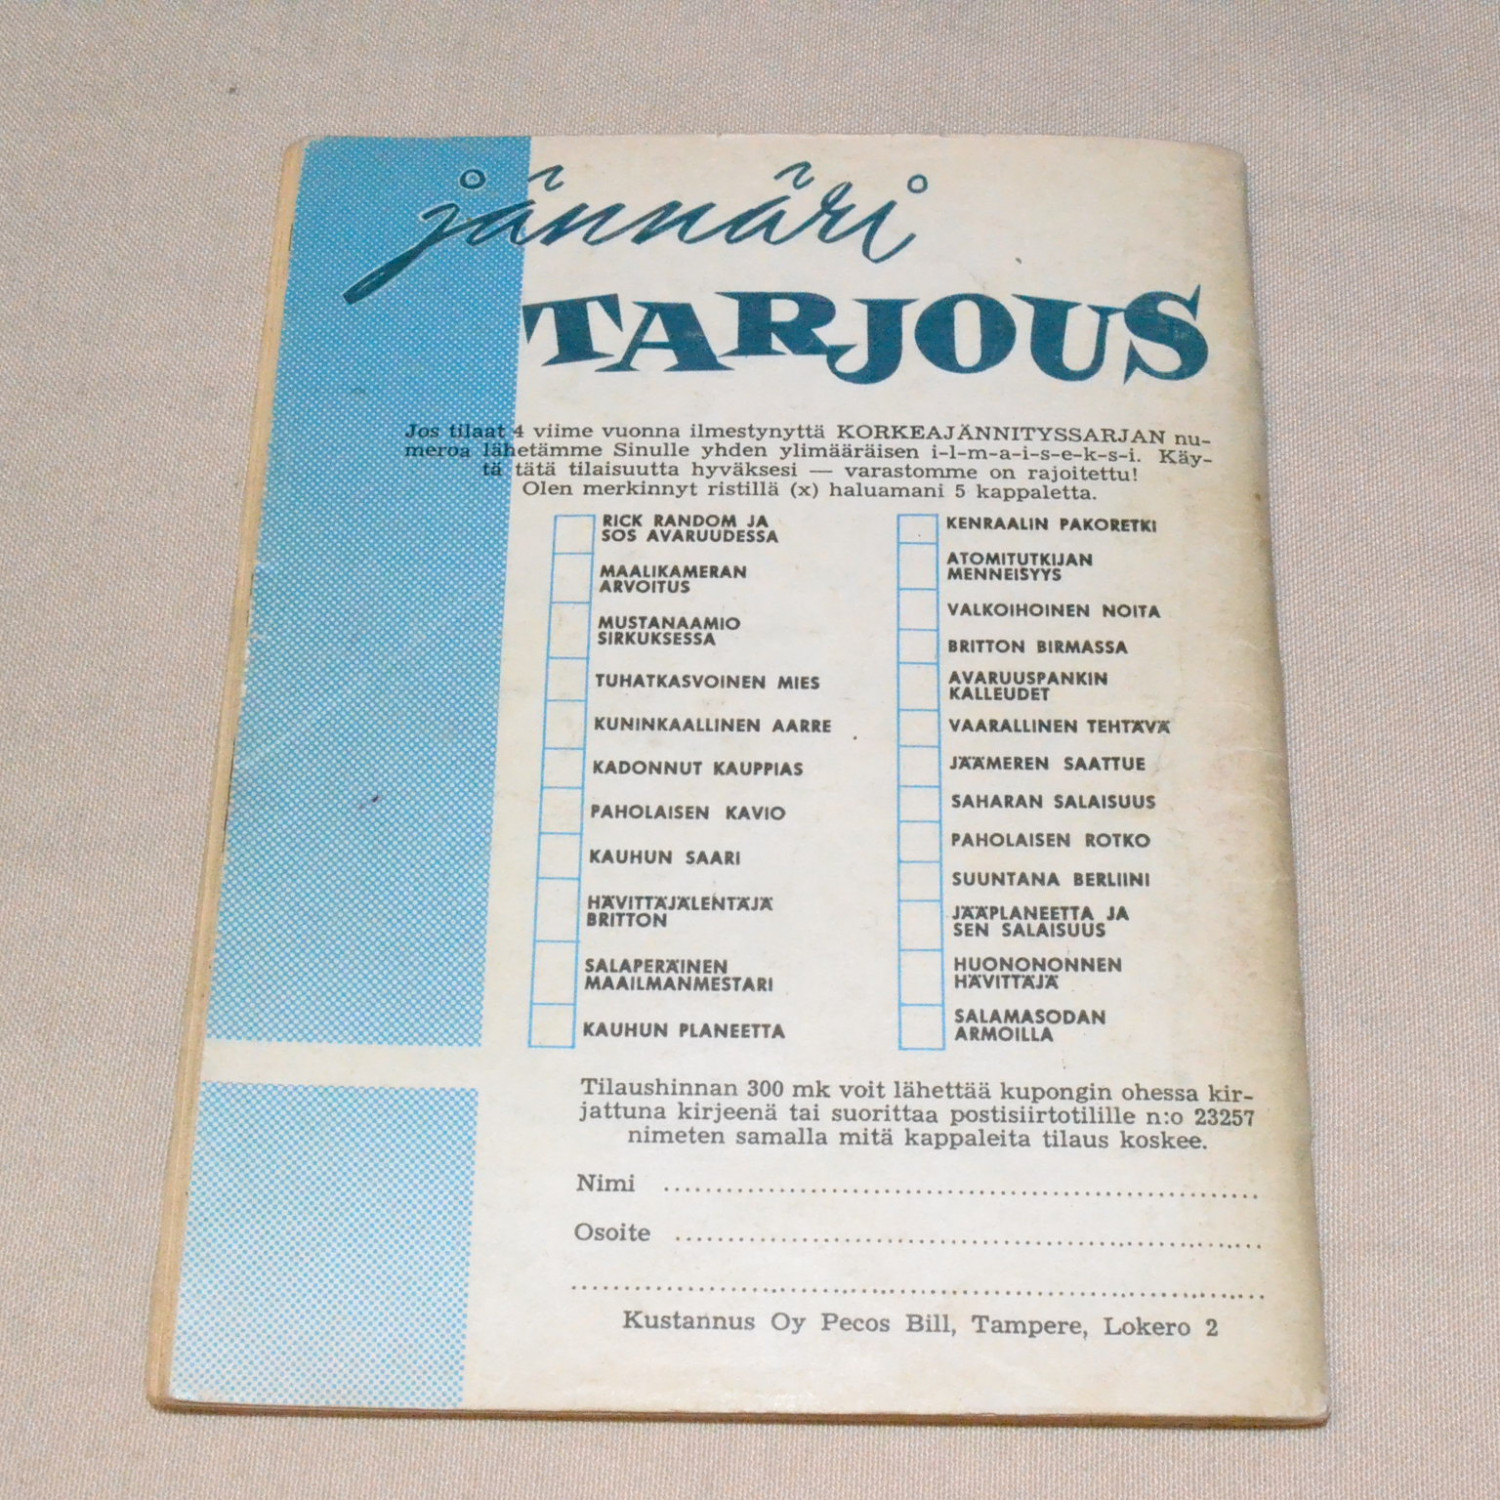 jännäri
TARJOUS
Jos tilaat 4 viime vuonna ilmestynyttä KORKEAJÄNNITYSSARJAN nu-
meroa lähetämme Sinulle yhden ylimääräisen i-l-m-a-i-s-e-k-s-i. Käy-
tä tätä tilaisuutta hyväksesi — varastomme on rajoitettu!
Olen merkinnyt ristillä (x) haluamani 5 kappaletta.
RICK RANDOM JA
SOS AVARUUDESSA
MAALIKAMERAN
ARVOITUS
MUSTANAAMIO
SIRKUKSESSA
TUHATKASVOINEN MIES
KUNINKAALLINEN AARRE
KADONNUT KAUPPIAS
PAHOLAISEN KAVIO
KAUHUN SAARI
HÄVITTÄJÄLENTÄJÄ
BRITTON
SALAPERÄINEN
MAAILMANMESTARI
KAUHUN PLANEETTA
KENRAALIN PAKORETKI
ATOMITUTKIJAN
MENNEISYYS
VALKOIHOINEN NOITA
BRITTON BIRMASSA
AVARUUSPANKIN
KALLEUDET
VAARALLINEN TEHTÄVÄ
JÄÄMEREN SAATTUE
SAHARAN SALAISUUS
PAHOLAISEN ROTKO
SUUNTANA BERLIINI
JÄÄPLANEETTA JA
SEN SALAISUUS
HUONONONNEN
HÄVITTÄJÄ
SALAMASODAN
ARMOILLA
Tilaushinnan 300 mk voit lähettää kupongin ohessa kir-
jattuna kirjeenä tai suorittaa postisiirtotilille n:o 23257
nimeten samalla mitä kappaleita tilaus koskee.
Nimi
Osoite
Kustannus Oy Pecos Bill, Tampere, Lokero 2